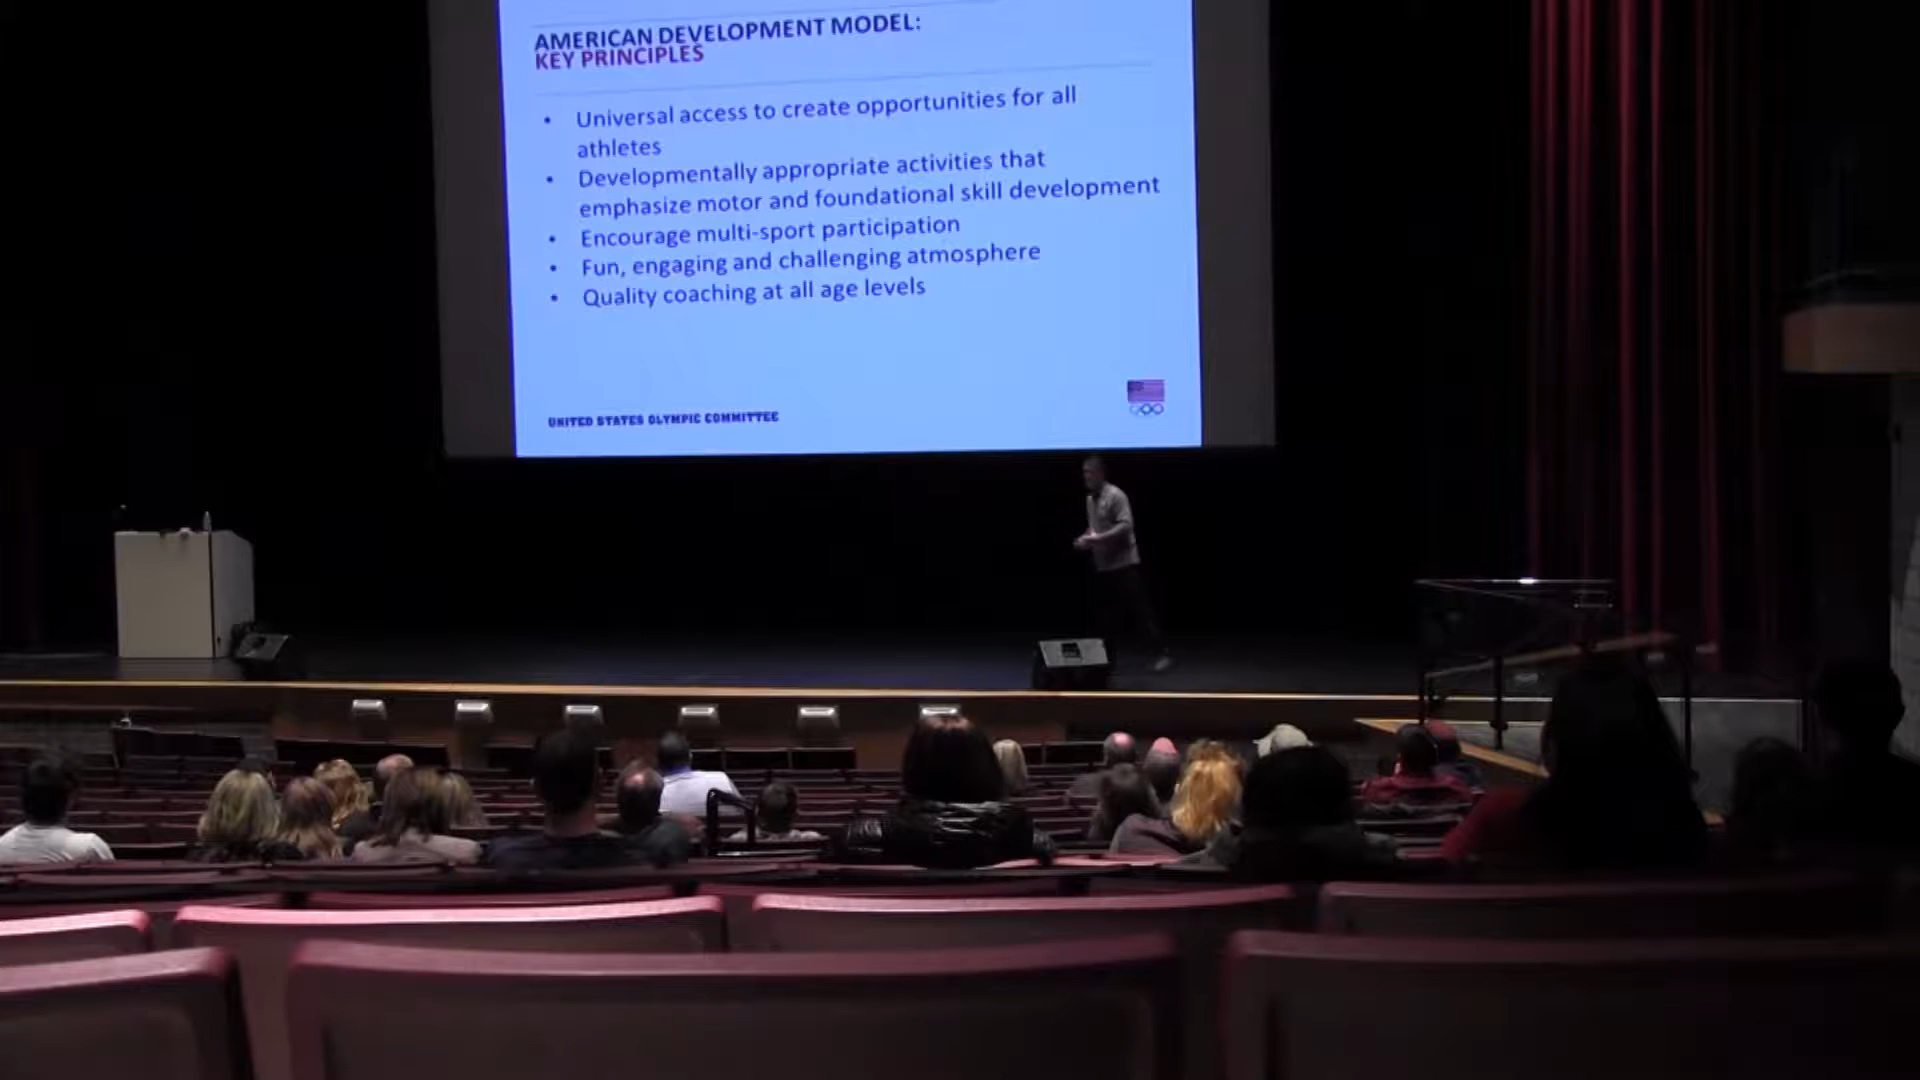 AMERICAN DEVELOPMENT MODEL:
KEY PRINCIPLES
• Universal access to create opportunities for all
athletes
• Developmentally appropriate activities that
emphasize motor and foundational skill development
• Encourage multi-sport participation
• Fun, engaging and challenging atmosphere
• Quality coaching at all age levels
UNITED STATES OLYMPIC COMMITTEE